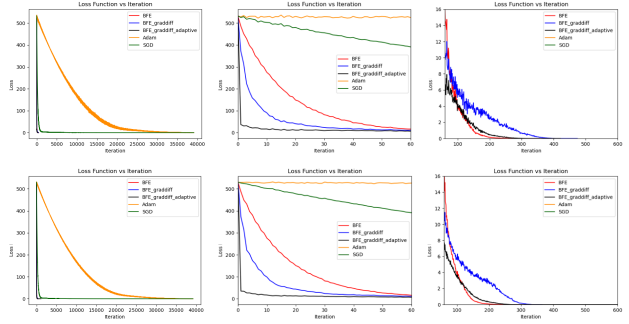 Loss Function vs Iteration
Loss
500
400
300
200
100
0
BFE
BFE_graddiff
BFE_graddiff_adaptive
Adam
SGD
0 5000 10000 15000 20000 25000 30000 35000 40000
Iteration
Loss Function vs Iteration
Loss
500
400
300
200
100
0
BFE
BFE_graddiff
BFE_graddiff_adaptive
Adam
SGD
0 10 20 30 40 50 60
Iteration
Loss Function vs Iteration
Loss
16
14
12
10
8
6
4
2
0
BFE
BFE_graddiff
BFE_graddiff_adaptive
Adam
SGD
100 200 300 400 500 600
Iteration
Loss Function vs Iteration
Loss
500
400
300
200
100
0
BFE
BFE_graddiff
BFE_graddiff_adaptive
Adam
SGD
0 5000 10000 15000 20000 25000 30000 35000 40000
Iteration
Loss Function vs Iteration
Loss
500
400
300
200
100
0
BFE
BFE_graddiff
BFE_graddiff_adaptive
Adam
SGD
0 10 20 30 40 50 60
Iteration
Loss Function vs Iteration
Loss
16
14
12
10
8
6
4
2
0
BFE
BFE_graddiff
BFE_graddiff_adaptive
Adam
SGD
100 200 300 400 500 600
Iteration